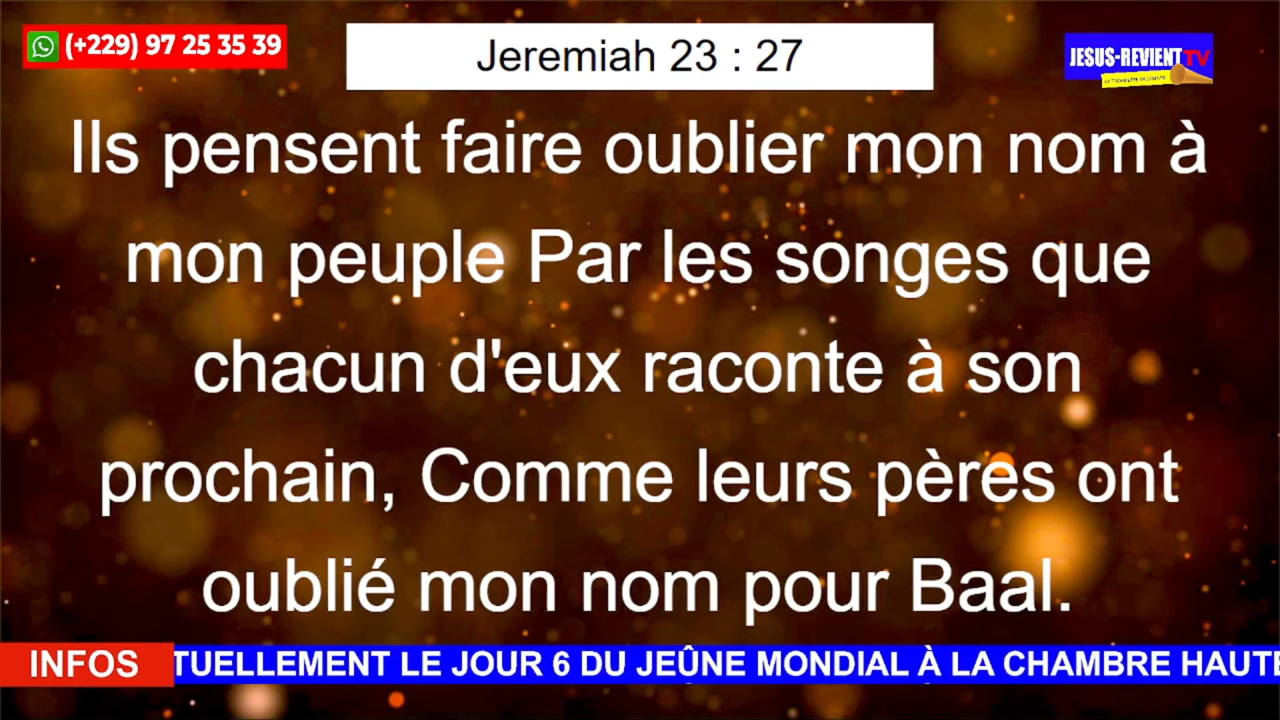 (+229) 97 25 35 39
Jeremiah 23 : 27
JESUS-REVIENT TV
Ils pensent faire oublier mon nom à
mon peuple Par les songes que
chacun d'eux raconte à son
prochain, Comme leurs pères ont
oublié mon nom pour Baal.
INFOS
TUELLEMENT LE JOUR 6 DU JEÛNE MONDIAL À LA CHAMBRE HAUTE